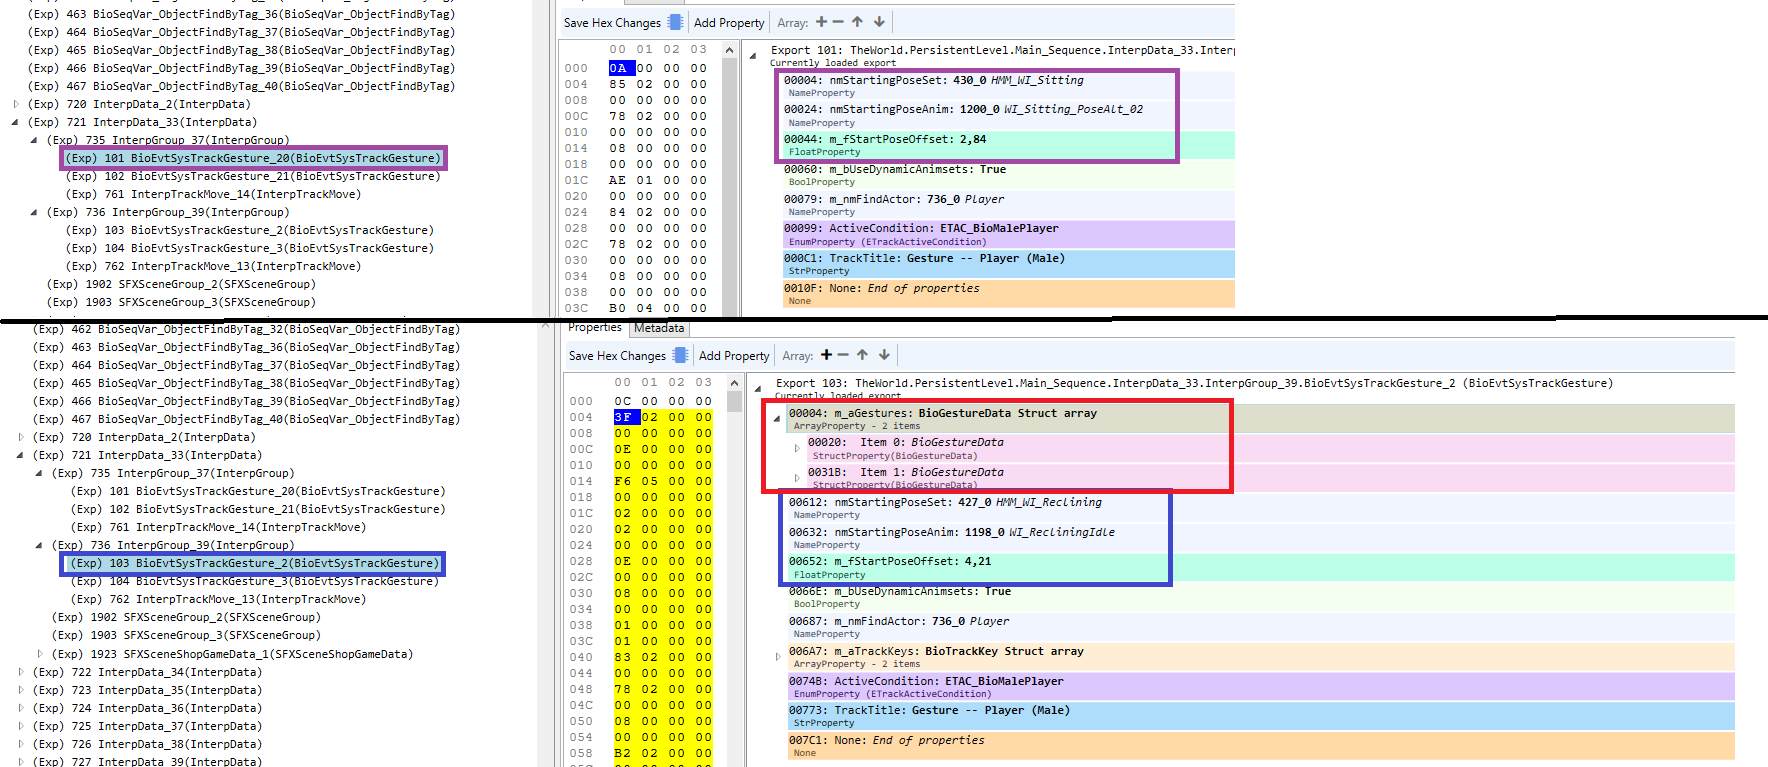 (Exp) 463 BioSeqVar_ObjectFindByTag_36(BioSeqVar_ObjectFindByTag)
(Exp) 464 BioSeqVar_ObjectFindByTag_37(BioSeqVar_ObjectFindByTag)
(Exp) 465 BioSeqVar_ObjectFindByTag_38(BioSeqVar_ObjectFindByTag)
(Exp) 466 BioSeqVar_ObjectFindByTag_39(BioSeqVar_ObjectFindByTag)
(Exp) 467 BioSeqVar_ObjectFindByTag_40(BioSeqVar_ObjectFindByTag)
(Exp) 720 InterpData_2(InterpData)
(Exp) 721 InterpData_33(InterpData)
(Exp) 735 InterpGroup_37(InterpGroup)
(Exp) 101 BioEvtSysTrackGesture_20(BioEvtSysTrackGesture)
(Exp) 102 BioEvtSysTrackGesture_21(BioEvtSysTrackGesture)
(Exp) 761 InterpTrackMove_14(InterpTrackMove)
(Exp) 736 InterpGroup_39(InterpGroup)
(Exp) 103 BioEvtSysTrackGesture_2(BioEvtSysTrackGesture)
(Exp) 104 BioEvtSysTrackGesture_3(BioEvtSysTrackGesture)
(Exp) 762 InterpTrackMove_13(InterpTrackMove)
(Exp) 1902 SFXSceneGroup_2(SFXSceneGroup)
(Exp) 1903 SFXSceneGroup_3(SFXSceneGroup)
Save Hex Changes Add Property Array:
00 01 02 03
000 0A 00 00 00
004 85 02 00 00
008 00 00 00 00
00C 78 02 00 00
010 00 00 00 00
014 08 00 00 00
018 00 00 00 00
01C AE 01 00 00
020 00 00 00 00
024 84 02 00 00
028 00 00 00 00
02C 78 02 00 00
030 00 00 00 00
034 08 00 00 00
038 00 00 00 00
03C B0 04 00 00
Export 101: TheWorld.PersistentLevel.Main_Sequence.InterpData_33.Interp
Currently loaded export
00004: nmStartingPoseSet: 430_0 HMM_WI_Sitting
NameProperty
00024: nmStartingPoseAnim: 1200_0 WI_Sitting_PoseAlt_02
NameProperty
00044: m_fStartPoseOffset: 2,84
FloatProperty
00060: m_bUseDynamicAnimsets: True
BoolProperty
00079: m_nmFindActor: 736_0 Player
NameProperty
00099: ActiveCondition: ETAC_BioMalePlayer
EnumProperty (ETrackActiveCondition)
000C1: TrackTitle: Gesture -- Player (Male)
StrProperty
0010F: None: End of properties
None
(Exp) 462 BioSeqVar_ObjectFindByTag_32(BioSeqVar_ObjectFindByTag)
(Exp) 463 BioSeqVar_ObjectFindByTag_36(BioSeqVar_ObjectFindByTag)
(Exp) 464 BioSeqVar_ObjectFindByTag_37(BioSeqVar_ObjectFindByTag)
(Exp) 465 BioSeqVar_ObjectFindByTag_38(BioSeqVar_ObjectFindByTag)
(Exp) 466 BioSeqVar_ObjectFindByTag_39(BioSeqVar_ObjectFindByTag)
(Exp) 467 BioSeqVar_ObjectFindByTag_40(BioSeqVar_ObjectFindByTag)
(Exp) 720 InterpData_2(InterpData)
(Exp) 721 InterpData_33(InterpData)
(Exp) 735 InterpGroup_37(InterpGroup)
(Exp) 101 BioEvtSysTrackGesture_20(BioEvtSysTrackGesture)
(Exp) 102 BioEvtSysTrackGesture_21(BioEvtSysTrackGesture)
(Exp) 761 InterpTrackMove_14(InterpTrackMove)
(Exp) 736 InterpGroup_39(InterpGroup)
(Exp) 103 BioEvtSysTrackGesture_2(BioEvtSysTrackGesture)
(Exp) 104 BioEvtSysTrackGesture_3(BioEvtSysTrackGesture)
(Exp) 762 InterpTrackMove_13(InterpTrackMove)
(Exp) 1902 SFXSceneGroup_2(SFXSceneGroup)
(Exp) 1903 SFXSceneGroup_3(SFXSceneGroup)
(Exp) 1923 SFXSceneShopGameData_1(SFXSceneShopGameData)
(Exp) 722 InterpData_34(InterpData)
(Exp) 723 InterpData_35(InterpData)
(Exp) 724 InterpData_36(InterpData)
(Exp) 725 InterpData_37(InterpData)
(Exp) 726 InterpData_38(InterpData)
(Exp) 727 InterpData_39(InterpData)
Properties Metadata
Save Hex Changes Add Property Array:
00 01 02 03
000 0C 00 00 00
004 3F 02 00 00
008 00 00 00 00
00C 0E 00 00 00
010 00 00 00 00
014 F6 05 00 00
018 00 00 00 00
01C 02 00 00 00
020 02 00 00 00
024 00 00 00 00
028 0E 00 00 00
02C 00 00 00 00
030 08 00 00 00
034 00 00 00 00
038 01 00 00 00
03C 01 00 00 00
040 83 02 00 00
044 00 00 00 00
048 78 02 00 00
04C 00 00 00 00
050 08 00 00 00
054 00 00 00 00
058 B2 02 00 00
Export 103: TheWorld.PersistentLevel.Main_Sequence.InterpData_33.InterpGroup_39.BioEvtSysTrackGesture_2 (BioEvtSysTrackGesture)
Currently loaded export
00004: m_aGestures: BioGestureData Struct array
ArrayProperty - 2 items
00020: Item 0: BioGestureData
StructProperty(BioGestureData)
0031B: Item 1: BioGestureData
StructProperty(BioGestureData)
00612: nmStartingPoseSet: 427_0 HMM_WI_Reclining
NameProperty
00632: nmStartingPoseAnim: 1198_0 WI_RecliningIdle
NameProperty
00652: m_fStartPoseOffset: 4,21
FloatProperty
0066E: m_bUseDynamicAnimsets: True
BoolProperty
00687: m_nmFindActor: 736_0 Player
NameProperty
006A7: m_aTrackKeys: BioTrackKey Struct array
ArrayProperty - 2 items
0074B: ActiveCondition: ETAC_BioMalePlayer
EnumProperty (ETrackActiveCondition)
00773: TrackTitle: Gesture -- Player (Male)
StrProperty
007C1: None: End of properties
None